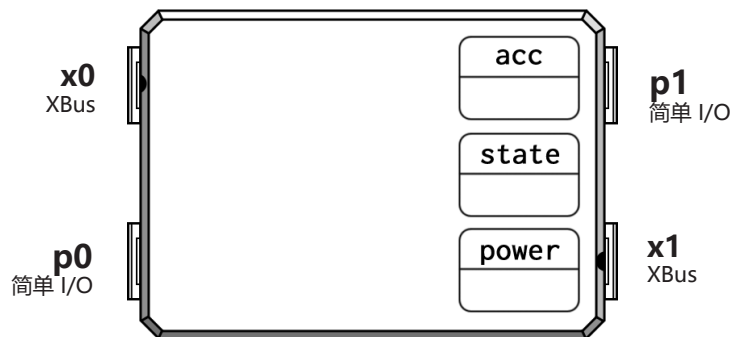 x0
XBus
p0
简单 I/O
acc
state
power
p1
简单 I/O
x1
XBus